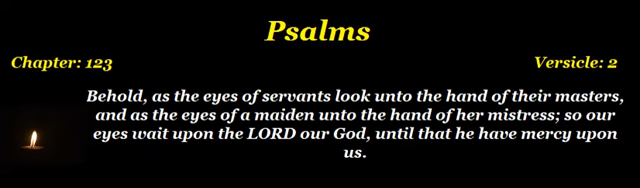 Psalms
Chapter: 123 Versicle: 2
Behold, as the eyes of servants look unto the hand of their masters,
and as the eyes of a maiden unto the hand of her mistress; so our
eyes wait upon the LORD our God, until that he have mercy upon
us.